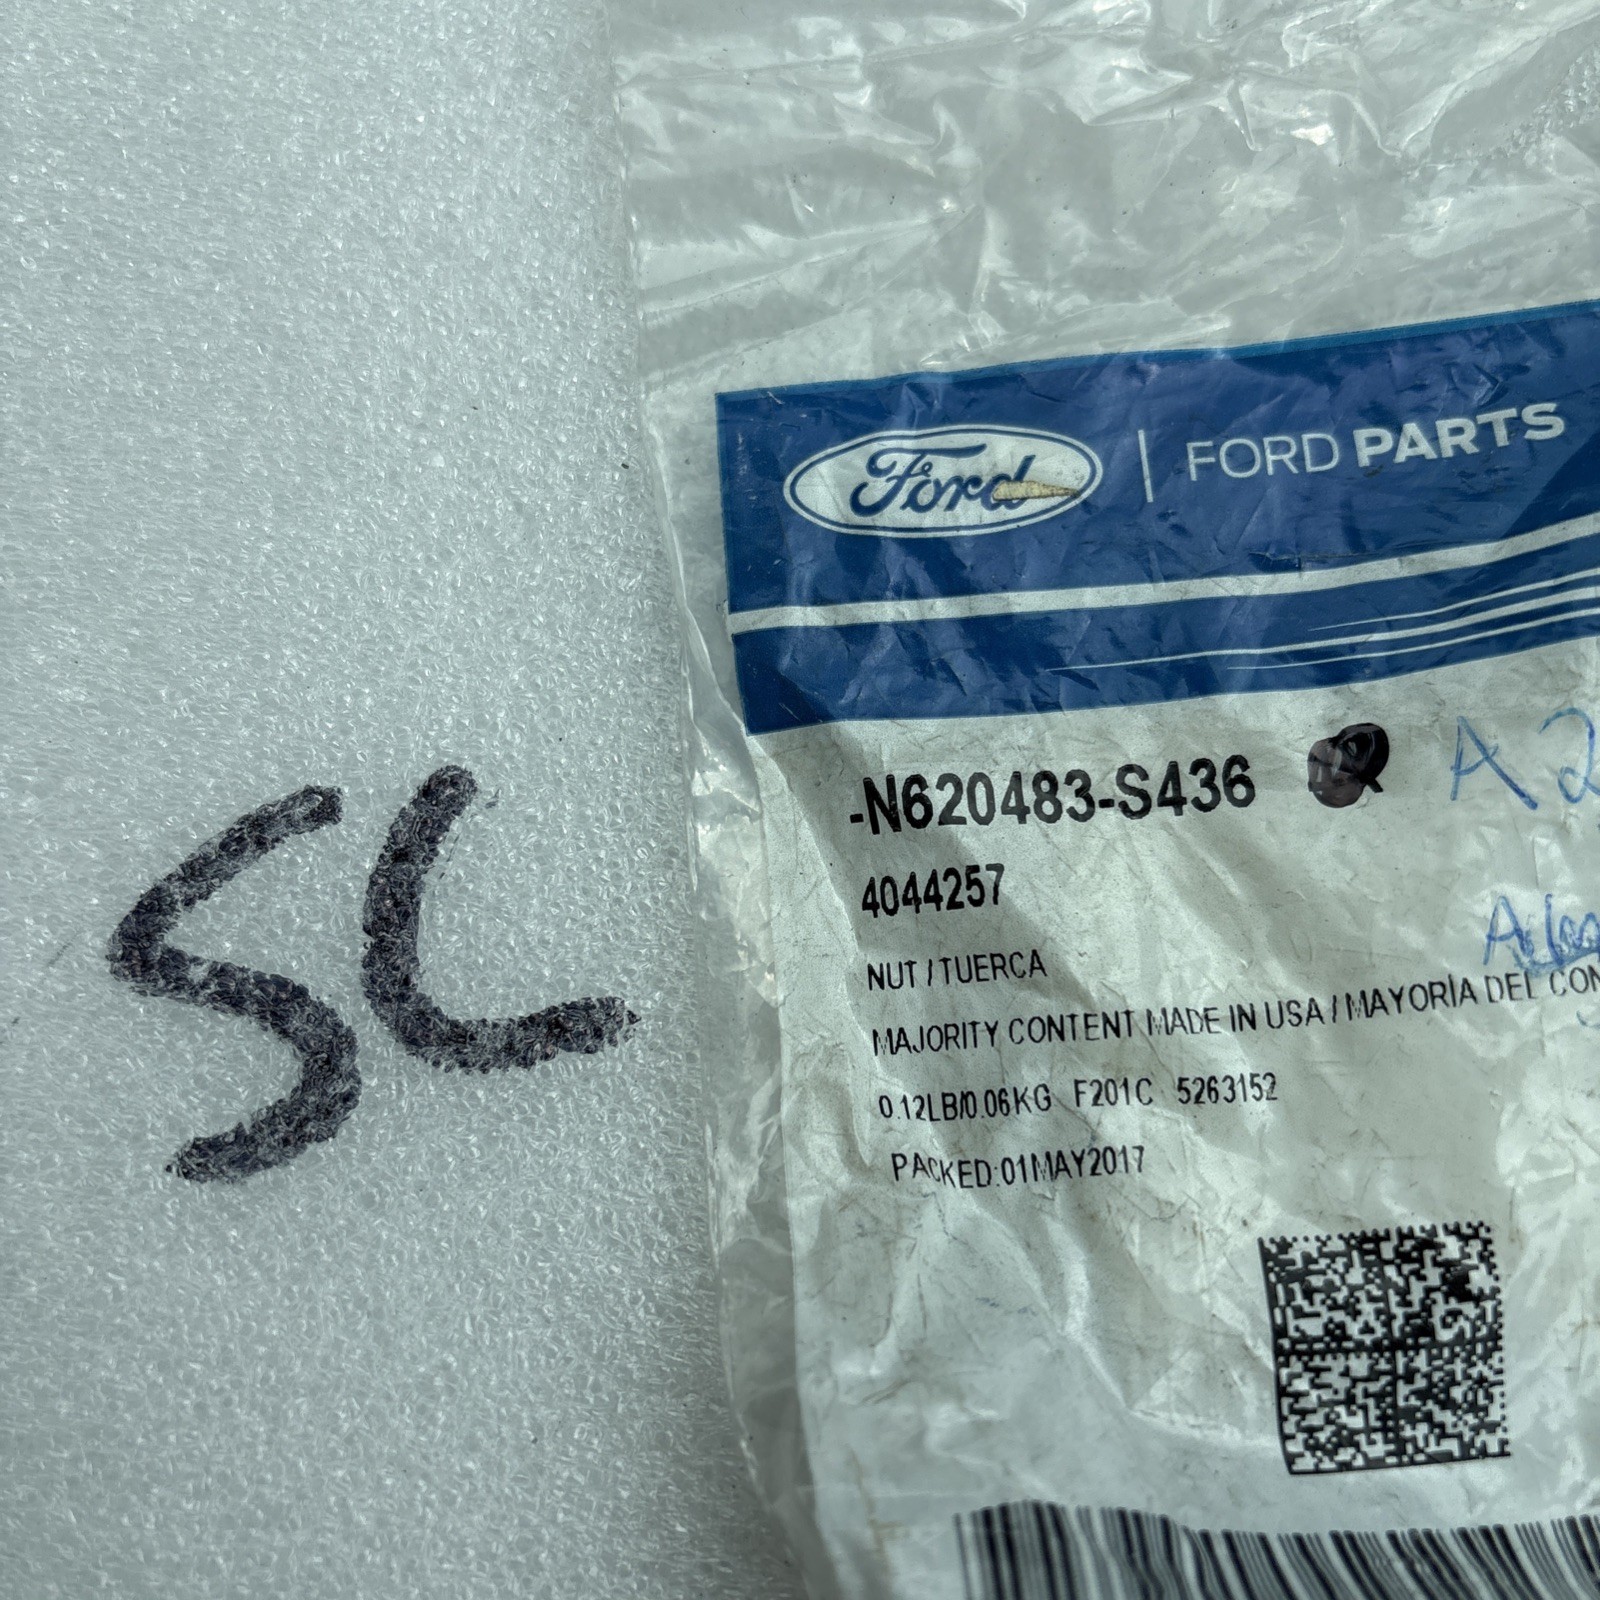 Ford | FORD PARTS
-N620483-S436
A 2
4044257
NUT / TUERCA
MAJORITY CONTENT MADE IN USA / MAYORÍA DEL CON
0.12LB/0.06KG F201C 5263152
PACKED:01MAY2017
SC